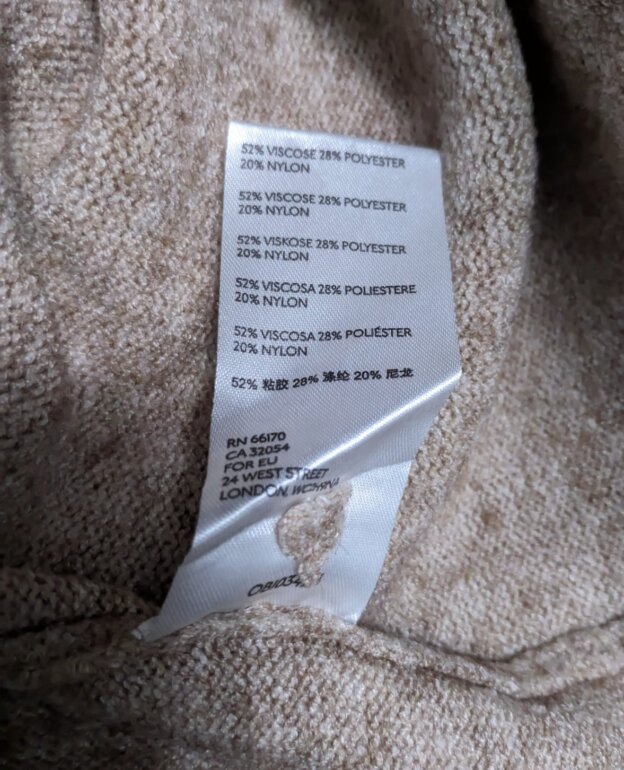 52% VISCOSE 28% POLYESTER
20% NYLON
52% VISCOSE 28% POLYESTER
20% NYLON
52% VISKOSE 28% POLYESTER
20% NYLON
52% VISCOSA 28% POLIESTERE
20% NYLON
52% VISCOSA 28% POLIÉSTER
20% NYLON
52% 粘胶 28% 涤纶 20% 尼龙
RN 66170
CA 32054
FOR EU
24 WEST STREET
LONDON,